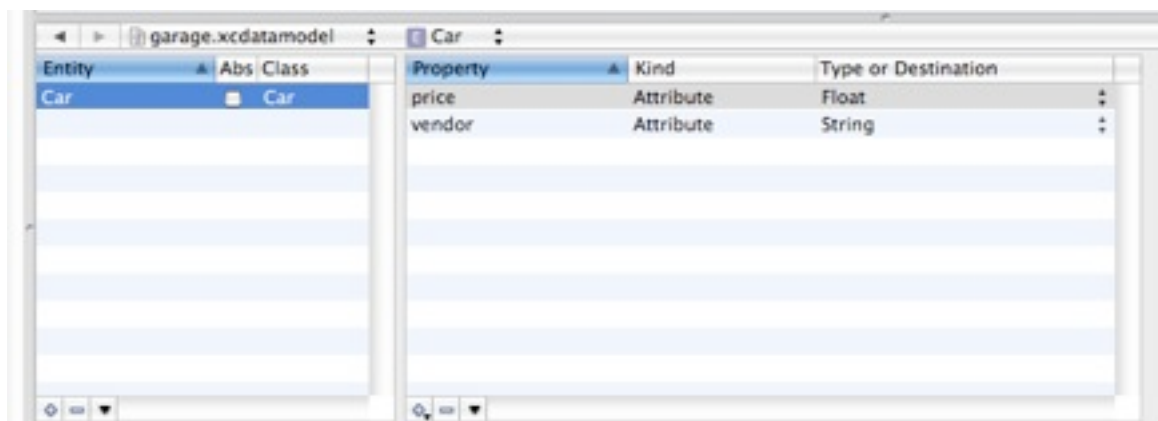 garage.xcdatamodel Car
Entity Abs Class Property Kind Type or Destination
Car Car price Attribute Float
vendor Attribute String